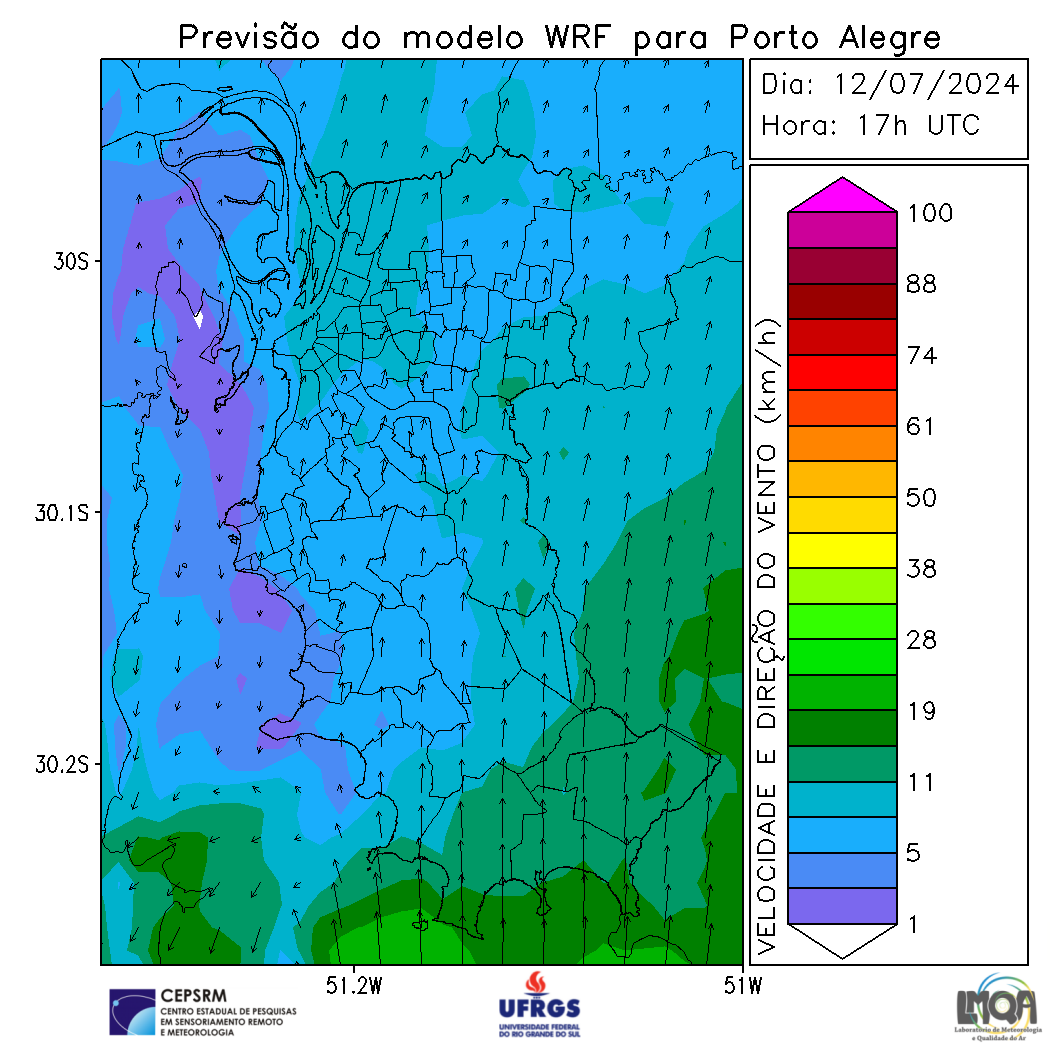 Previsão do modelo WRF para Porto Alegre
Dia: 12/07/2024
Hora: 17h UTC
30S
30.1S
30.2S
51.2W
51W
VELOCIDADE E DIREÇÃO DO VENTO (km/h)
100
88
74
61
50
38
28
19
11
5
1
CEPSRM
CENTRO ESTADUAL DE PESQUISAS
EM SENSORIAMENTO REMOTO
E METEOROLOGIA
UFRGS
UNIVERSIDADE FEDERAL
DO RIO GRANDE DO SUL
LMQA
Laboratório de Meteorologia
e Qualidade do Ar